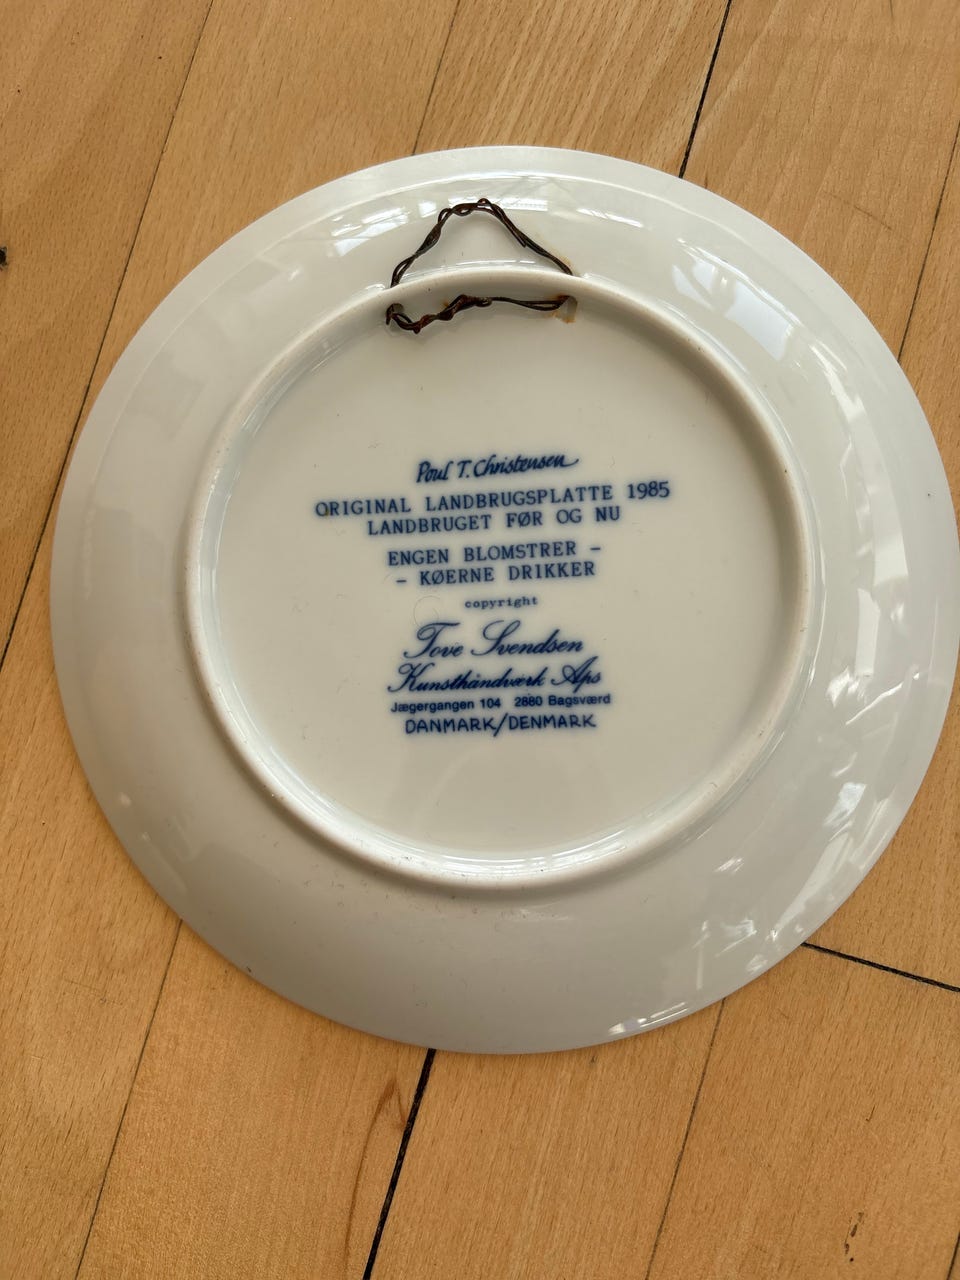 Poul T. Christensen
ORIGINAL LANDBRUGSPLATTE 1985
LANDBRUGET FØR OG NU
ENGEN BLOMSTRER -
- KØERNE DRIKKER
copyright
Tove Svendsen
Kunsthåndværk Aps
Jægergangen 104 2880 Bagsværd
DANMARK/DENMARK